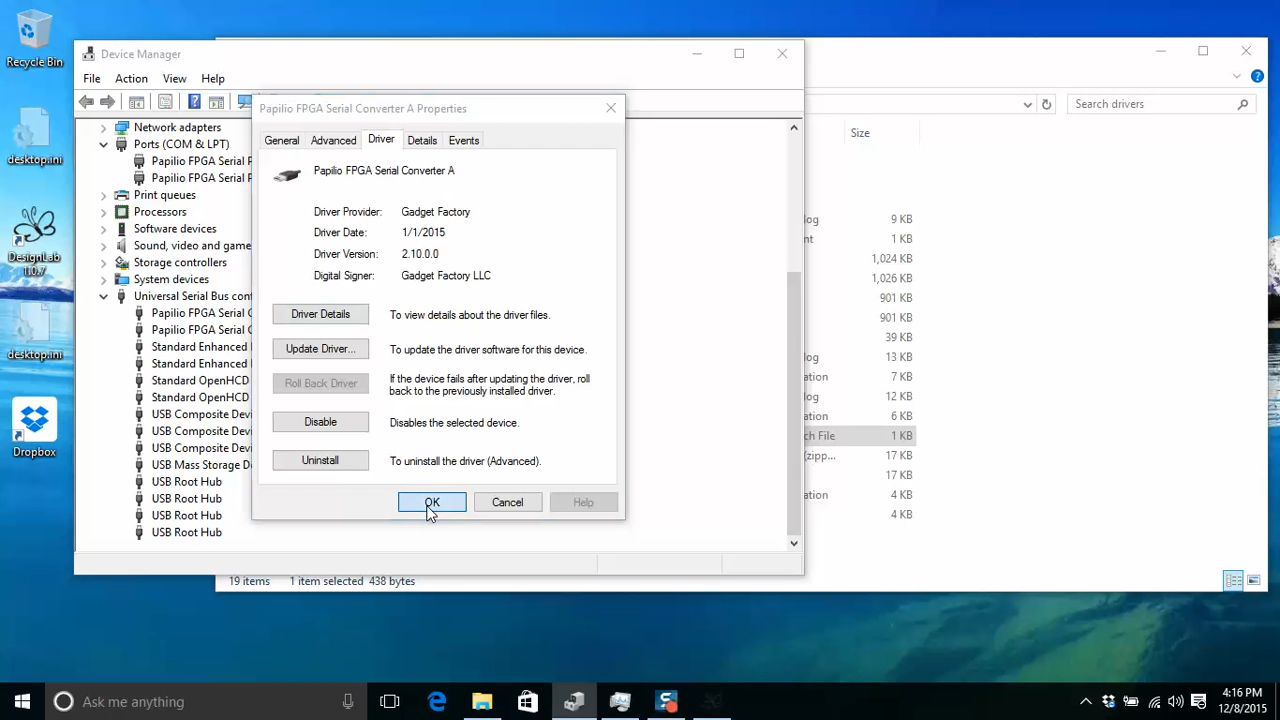 Recycle Bin
desktop.ini
DesignLab
1.0.7
desktop.ini
Dropbox
Device Manager
File Action View Help
Network adapters
Ports (COM & LPT)
Papilio FPGA Serial P
Papilio FPGA Serial P
Print queues
Processors
Software devices
Sound, video and game
Storage controllers
System devices
Universal Serial Bus con
Papilio FPGA Serial C
Papilio FPGA Serial C
Standard Enhanced
Standard Enhanced
Standard OpenHCD
Standard OpenHCD
USB Composite Devi
USB Composite Devi
USB Composite Devi
USB Mass Storage D
USB Root Hub
USB Root Hub
USB Root Hub
USB Root Hub
Papilio FPGA Serial Converter A Properties
General Advanced Driver Details Events
Papilio FPGA Serial Converter A
Driver Provider: Gadget Factory
Driver Date: 1/1/2015
Driver Version: 2.10.0.0
Digital Signer: Gadget Factory LLC
Driver Details To view details about the driver files.
Update Driver... To update the driver software for this device.
Roll Back Driver If the device fails after updating the driver, roll
back to the previously installed driver.
Disable Disables the selected device.
Uninstall To uninstall the driver (Advanced).
OK Cancel Help
Search drivers
Size
og 9 KB
nt 1 KB
1,024 KB
1,026 KB
901 KB
901 KB
39 KB
log 13 KB
ation 7 KB
log 12 KB
ation 6 KB
ch File 1 KB
(zipp... 17 KB
17 KB
ation 4 KB
4 KB
19 items 1 item selected 438 bytes
Ask me anything
4:16 PM
12/8/2015